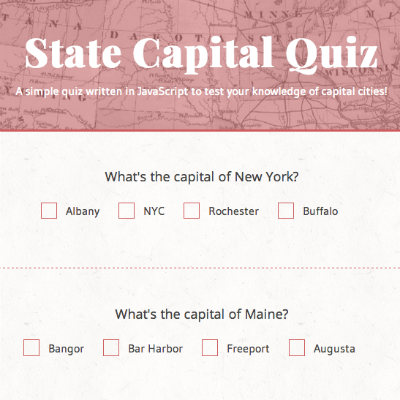 State Capital Quiz
A simple quiz written in JavaScript to test your knowledge of capital cities!
What's the capital of New York?
Albany NYC Rochester Buffalo
What's the capital of Maine?
Bangor Bar Harbor Freeport Augusta